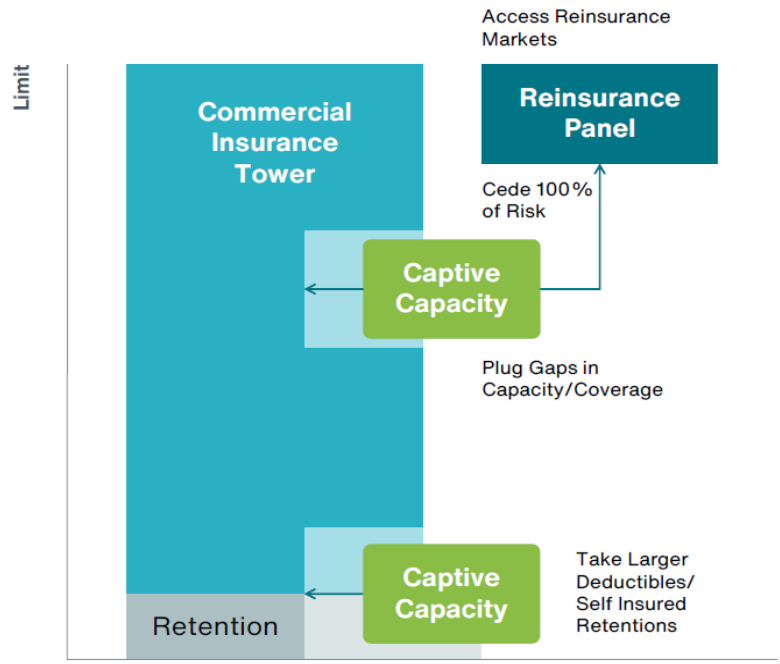 Access Reinsurance
Markets
Limit
Commercial
Insurance
Tower
Reinsurance
Panel
Cede 100%
of Risk
Captive
Capacity
Plug Gaps in
Capacity/Coverage
Captive
Capacity
Take Larger
Deductibles/
Self Insured
Retentions
Retention